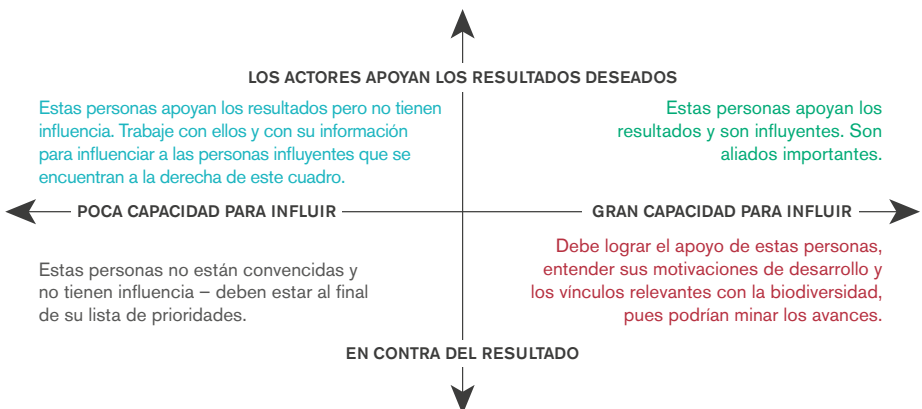 LOS ACTORES APOYAN LOS RESULTADOS DESEADOS
Estas personas apoyan los resultados pero no tienen
influencia. Trabaje con ellos y con su información
para influenciar a las personas influyentes que se
encuentran a la derecha de este cuadro.
Estas personas apoyan los
resultados y son influyentes. Son
aliados importantes.
POCA CAPACIDAD PARA INFLUIR
GRAN CAPACIDAD PARA INFLUIR
Estas personas no están convencidas y
no tienen influencia – deben estar al final
de su lista de prioridades.
Debe lograr el apoyo de estas personas,
entender sus motivaciones de desarrollo y
los vínculos relevantes con la biodiversidad,
pues podrían minar los avances.
EN CONTRA DEL RESULTADO